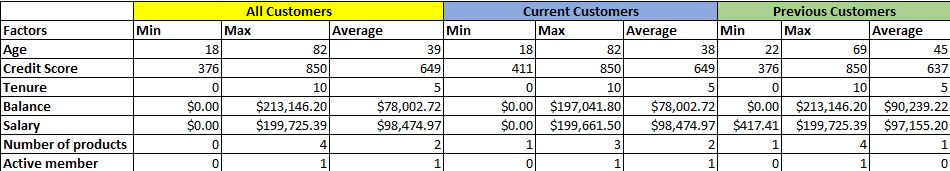 All Customers Current Customers Previous Customers
Factors Min Max Average Min Max Average Min Max Average
Age 18 82 39 18 82 38 22 69 45
Credit Score 376 850 649 411 850 649 376 850 637
Tenure 0 10 5 0 10 5 0 10 5
Balance $0.00 $213,146.20 $78,002.72 $0.00 $197,041.80 $78,002.72 $0.00 $213,146.20 $90,239.22
Salary $0.00 $199,725.39 $98,474.97 $0.00 $199,661.50 $98,474.97 $417.41 $199,725.39 $97,155.20
Number of products 0 4 2 1 3 2 1 4 1
Active member 0 1 1 0 1 1 0 1 0